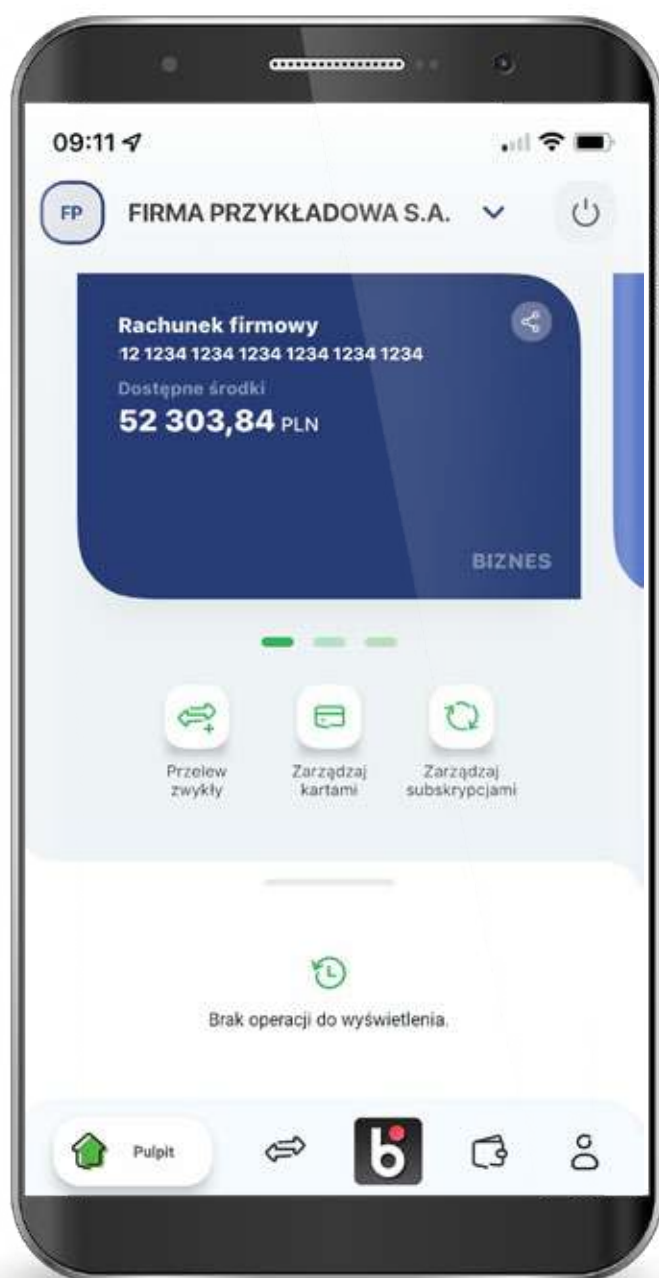 09:11
FP
FIRMA PRZYKŁADOWA S.A.
Rachunek firmowy
12 1234 1234 1234 1234 1234 1234
Dostępne środki
52 303,84 PLN
BIZNES
Przelew
zwykły
Zarządzaj
kartami
Zarządzaj
subskrypcjami
Brak operacji do wyświetlenia.
Pulpit
b